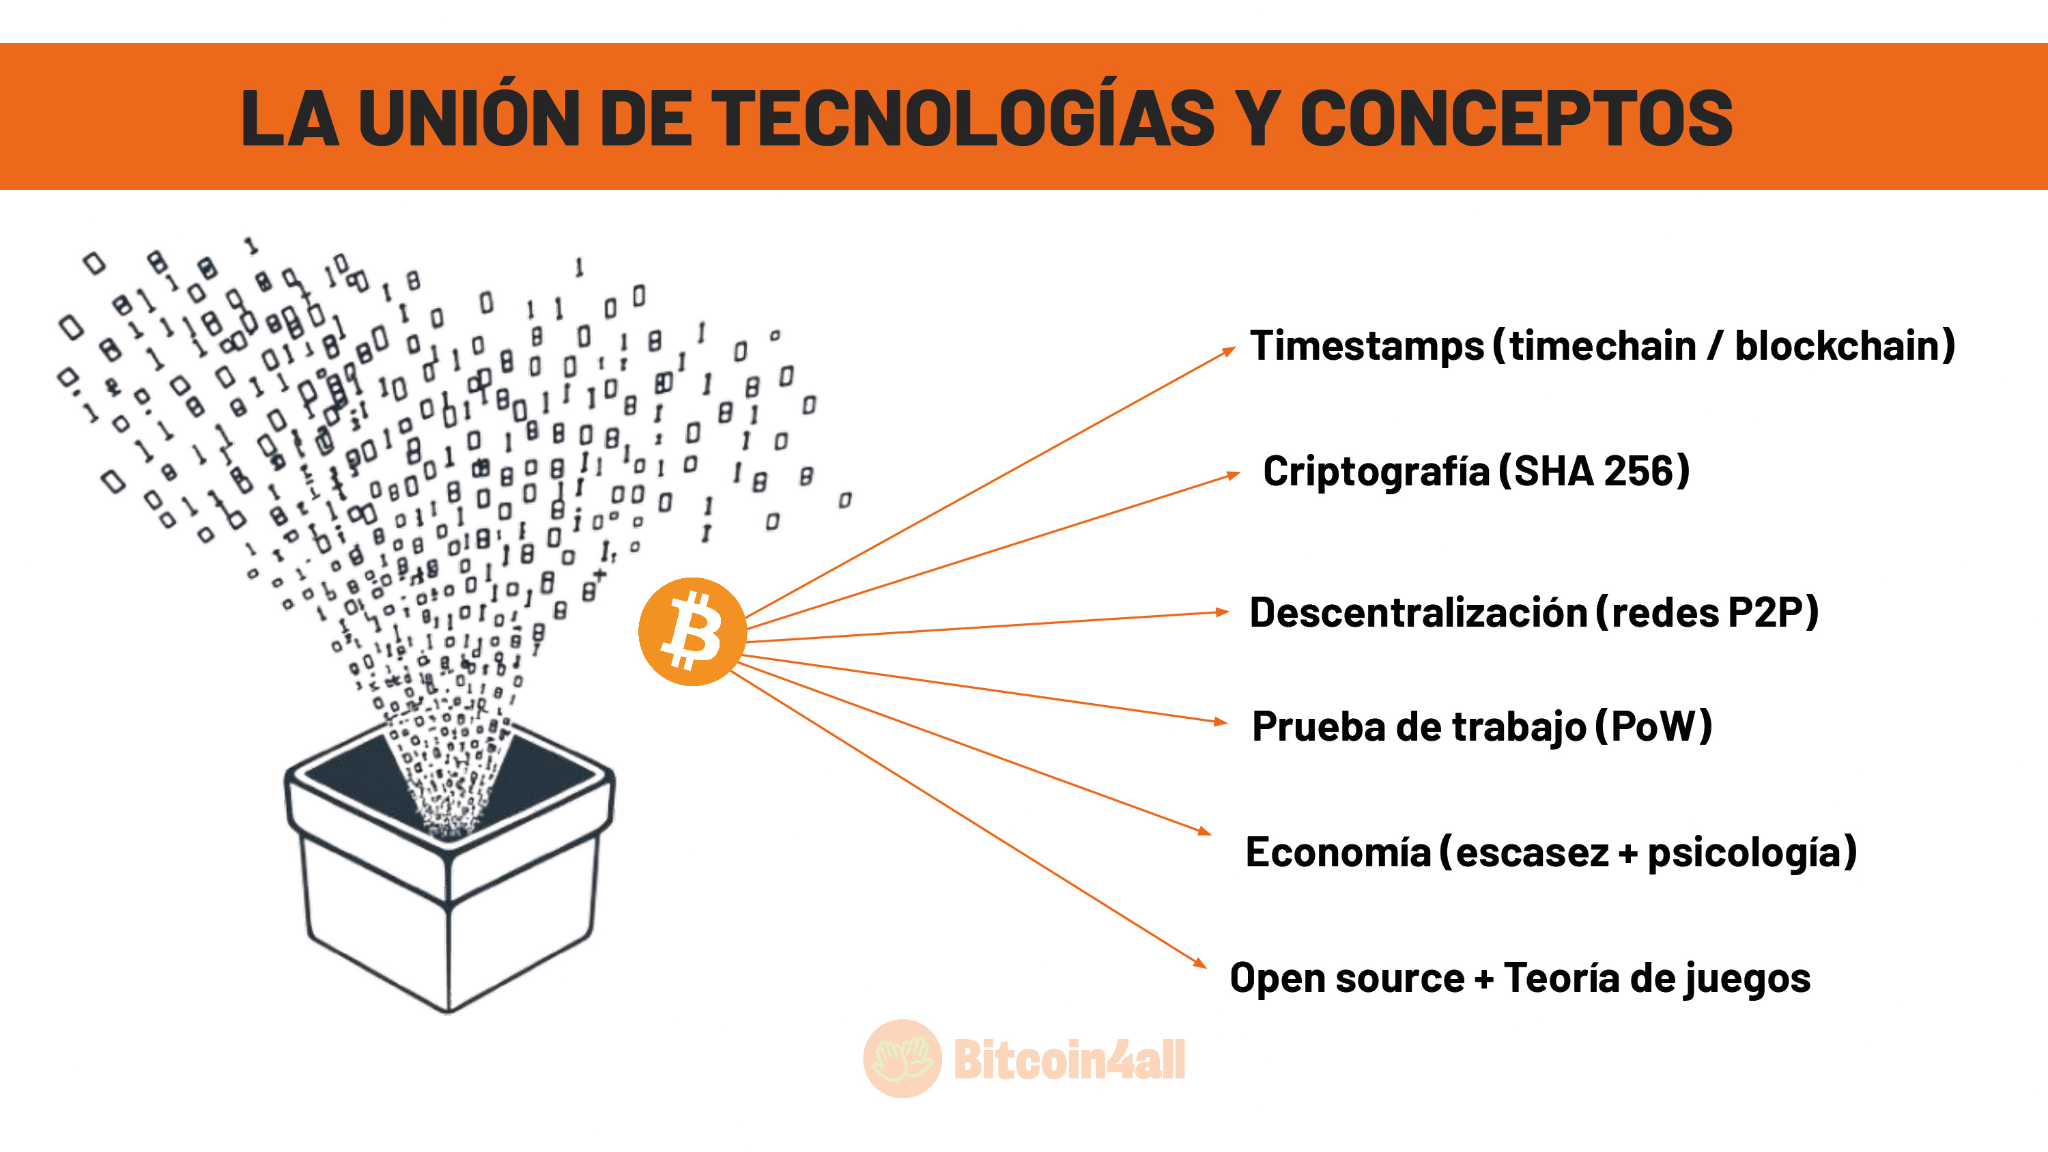 LA UNIÓN DE TECNOLOGÍAS Y CONCEPTOS
Timestamps (timechain / blockchain)
Criptografía (SHA 256)
Descentralización (redes P2P)
Prueba de trabajo (PoW)
Economía (escasez + psicología)
Open source + Teoría de juegos
Bitcoin4all